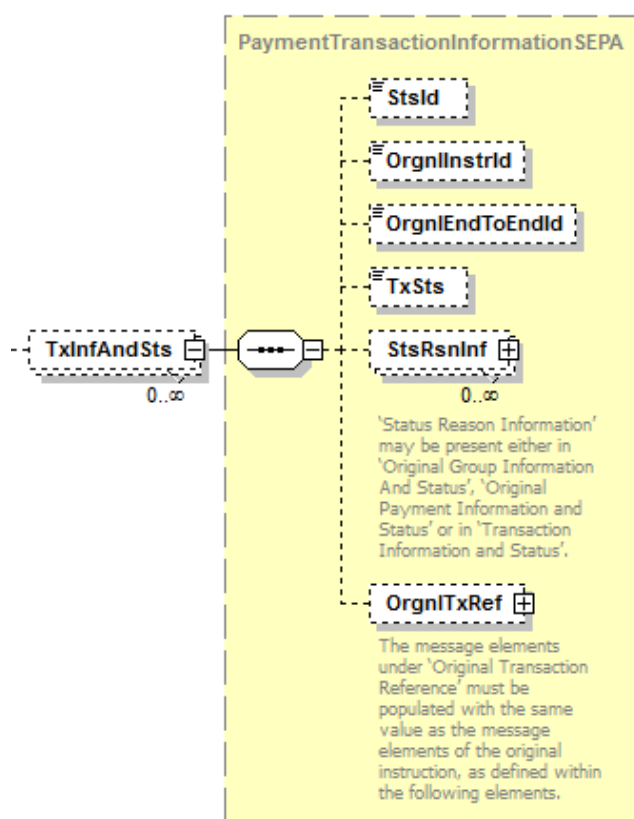 PaymentTransactionInformationSEPA
StsId
OrgnlInstrId
OrgnlEndToEndId
TxSts
TxInfAndSts
0..∞
StsRsnInf
0..∞
'Status Reason Information'
may be present either in
'Original Group Information
And Status', 'Original
Payment Information and
Status' or in 'Transaction
Information and Status'.
OrgnlTxRef
The message elements
under 'Original Transaction
Reference' must be
populated with the same
value as the message
elements of the original
instruction, as defined within
the following elements.